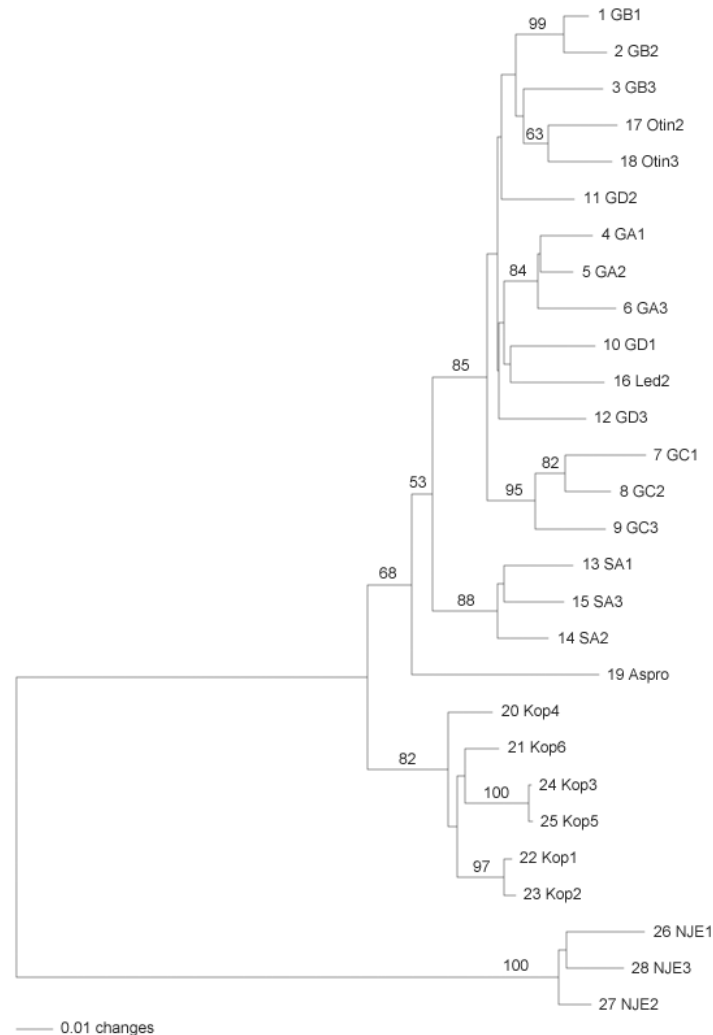 1 GB1
99
2 GB2
3 GB3
17 Otin2
63
18 Otin3
11 GD2
4 GA1
84
5 GA2
6 GA3
10 GD1
85
16 Led2
12 GD3
7 GC1
82
53
95
8 GC2
9 GC3
13 SA1
68
88
15 SA3
14 SA2
19 Aspro
20 Kop4
21 Kop6
82
24 Kop3
100
25 Kop5
22 Kop1
97
23 Kop2
26 NJE1
100
28 NJE3
27 NJE2
0.01 changes